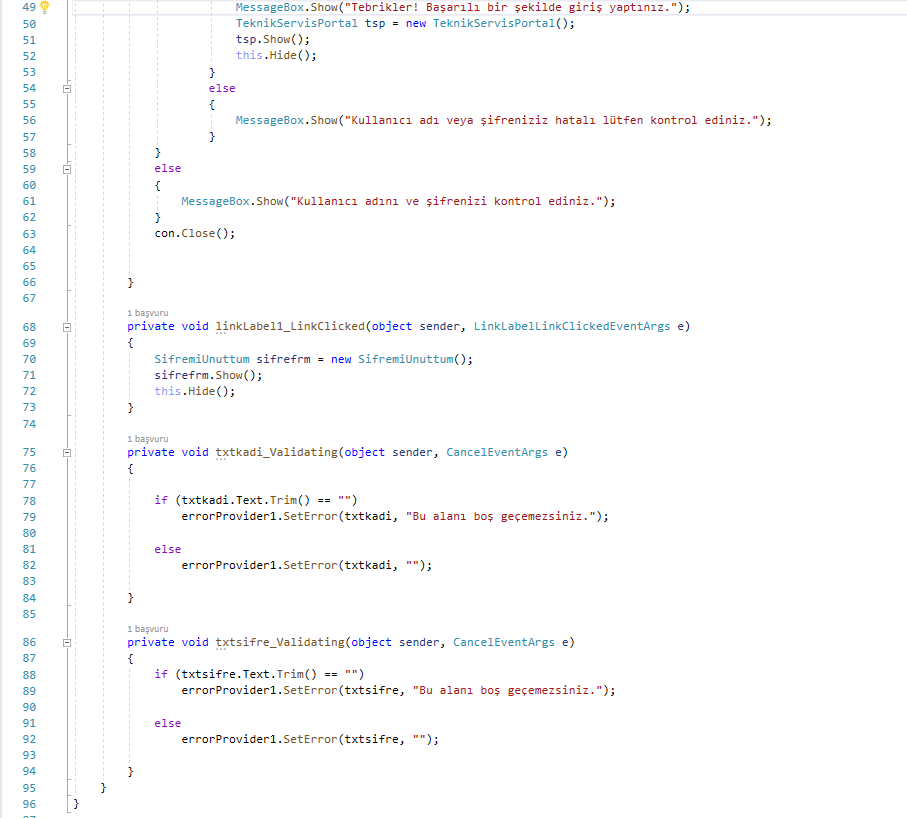 49 MessageBox.Show("Tebrikler! Başarılı bir şekilde giriş yaptınız.");
50 TeknikServisPortal tsp = new TeknikServisPortal();
51 tsp.Show();
52 this.Hide();
53 }
54 else
55 {
56 MessageBox.Show("Kullanıcı adı veya şifreniziz hatalı lütfen kontrol ediniz.");
57 }
58 }
59 else
60 {
61 MessageBox.Show("Kullanıcı adını ve şifrenizi kontrol ediniz.");
62 }
63 con.Close();
64
65
66 }
67
1 başvuru
68 private void linkLabel1_LinkClicked(object sender, LinkLabelLinkClickedEventArgs e)
69 {
70 SifremiUnuttum sifrefrm = new SifremiUnuttum();
71 sifrefrm.Show();
72 this.Hide();
73 }
74
1 başvuru
75 private void txtkadi_Validating(object sender, CancelEventArgs e)
76 {
77
78 if (txtkadi.Text.Trim() == "")
79 errorProvider1.SetError(txtkadi, "Bu alanı boş geçemezsiniz.");
80
81 else
82 errorProvider1.SetError(txtkadi, "");
83
84 }
85
1 başvuru
86 private void txtsifre_Validating(object sender, CancelEventArgs e)
87 {
88 if (txtsifre.Text.Trim() == "")
89 errorProvider1.SetError(txtsifre, "Bu alanı boş geçemezsiniz.");
90
91 else
92 errorProvider1.SetError(txtsifre, "");
93
94 }
95 }
96 }